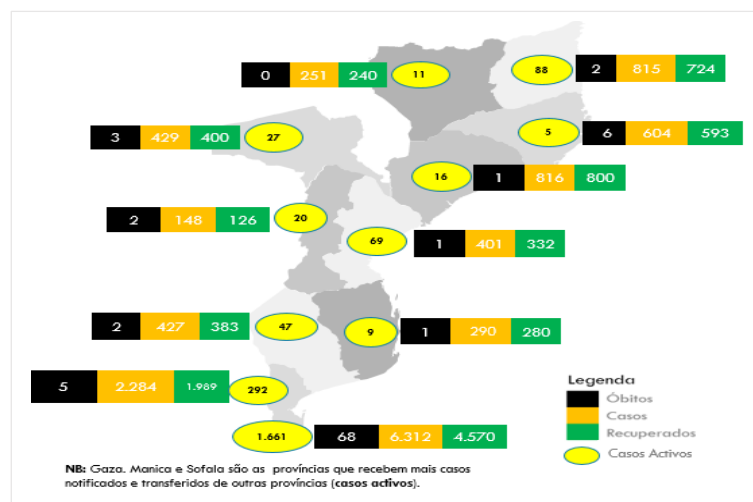 0 251 240 11 88 2 815 724
3 429 400 27 5 6 604 593
16 1 816 800
2 148 126 20
69 1 401 332
2 427 383 47 9 1 290 280
5 2.284 1.989 292
1.661 68 6.312 4.570
Legenda
Óbitos
Casos
Recuperados
Casos Activos
NB: Gaza. Manica e Sofala são as províncias que recebem mais casos
notificados e transferidos de outras províncias (casos activos).